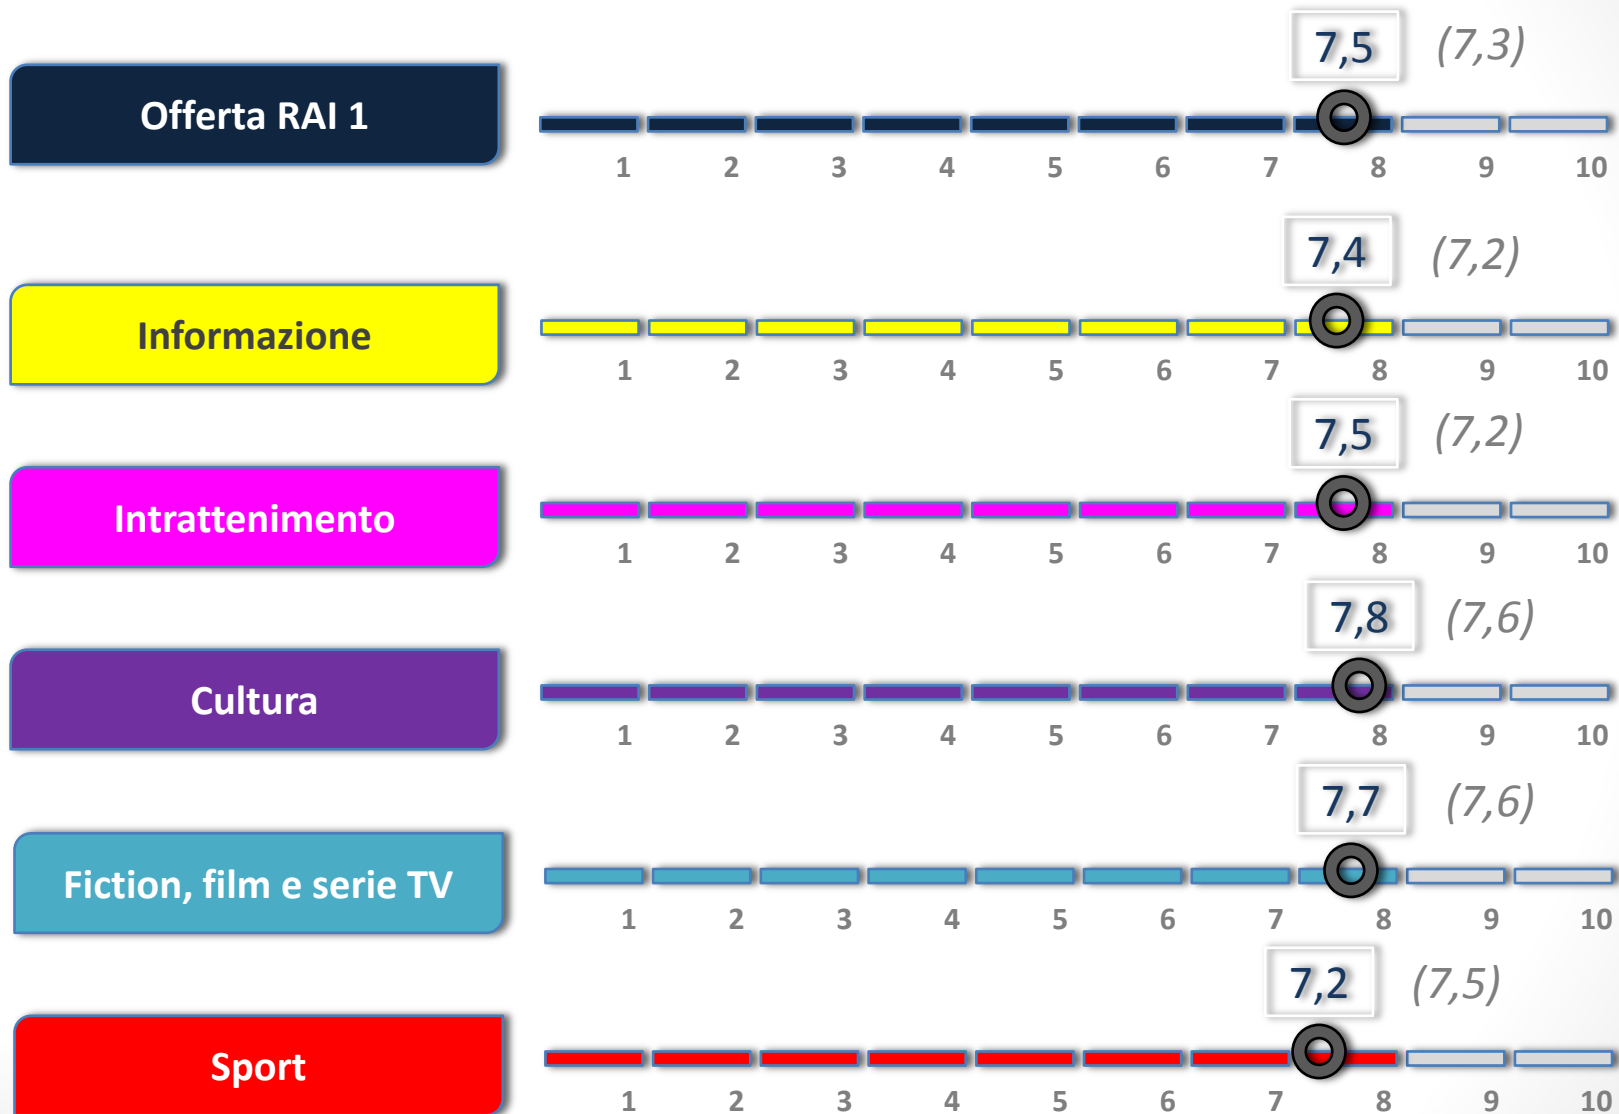 7,5 (7,3)
Offerta RAI 1
1 2 3 4 5 6 7 8 9 10
7,4 (7,2)
Informazione
1 2 3 4 5 6 7 8 9 10
7,5 (7,2)
Intrattenimento
1 2 3 4 5 6 7 8 9 10
7,8 (7,6)
Cultura
1 2 3 4 5 6 7 8 9 10
7,7 (7,6)
Fiction, film e serie TV
1 2 3 4 5 6 7 8 9 10
7,2 (7,5)
Sport
1 2 3 4 5 6 7 8 9 10